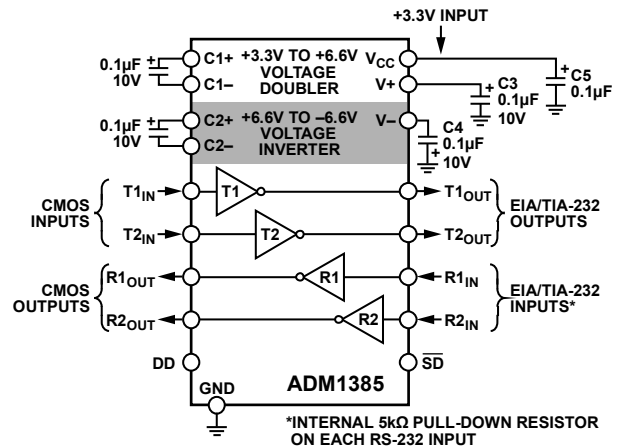 +3.3V INPUT
0.1µF
10V
+
C1+
C1–
+3.3V TO +6.6V
VOLTAGE
DOUBLER
VCC
V+
+
C3
0.1µF
10V
+
C5
0.1µF
0.1µF
10V
+
C2+
C2–
+6.6V TO –6.6V
VOLTAGE
INVERTER
V–
C4
0.1µF
10V
+
CMOS
INPUTS
T1IN
T1
T1OUT
T2IN
T2
T2OUT
EIA/TIA-232
OUTPUTS
CMOS
OUTPUTS
R1OUT
R1
R1IN
R2OUT
R2
R2IN
EIA/TIA-232
INPUTS*
DD
SD
GND
ADM1385
*INTERNAL 5kΩ PULL-DOWN RESISTOR
ON EACH RS-232 INPUT